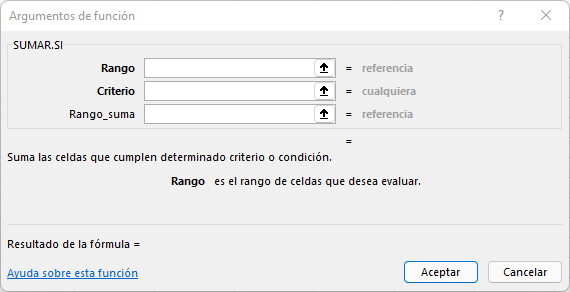 Argumentos de función ? ×
SUMAR.SI
Rango = referencia
Criterio = cualquiera
Rango_suma = referencia
=
Suma las celdas que cumplen determinado criterio o condición.
Rango es el rango de celdas que desea evaluar.
Resultado de la fórmula =
Ayuda sobre esta función Aceptar Cancelar